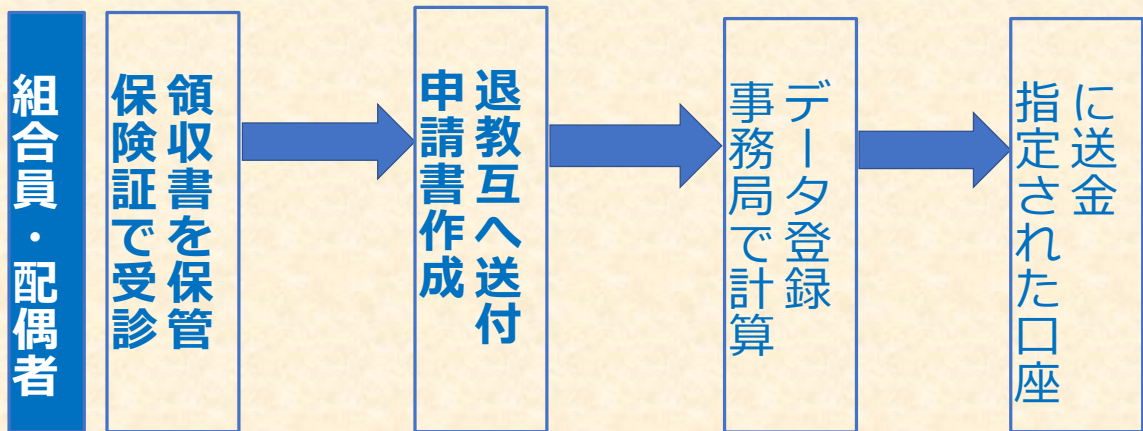 組合員・配偶者
保険証で受診
領収書を保管
申請書作成
退教互へ送付
事務局で計算
データ登録
指定された口座
に送金